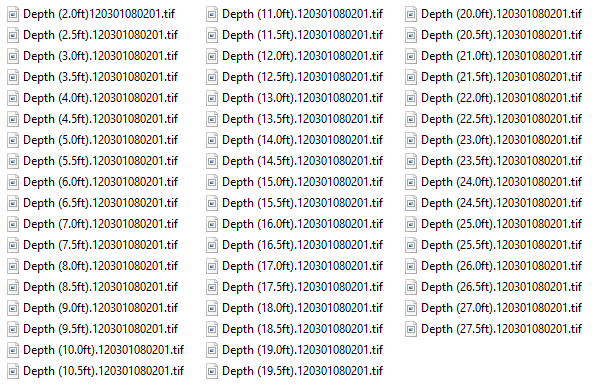 Depth (2.0ft)120301080201.tif
Depth (2.5ft).120301080201.tif
Depth (3.0ft).120301080201.tif
Depth (3.5ft).120301080201.tif
Depth (4.0ft).120301080201.tif
Depth (4.5ft).120301080201.tif
Depth (5.0ft).120301080201.tif
Depth (5.5ft).120301080201.tif
Depth (6.0ft).120301080201.tif
Depth (6.5ft).120301080201.tif
Depth (7.0ft).120301080201.tif
Depth (7.5ft).120301080201.tif
Depth (8.0ft).120301080201.tif
Depth (8.5ft).120301080201.tif
Depth (9.0ft).120301080201.tif
Depth (9.5ft).120301080201.tif
Depth (10.0ft).120301080201.tif
Depth (10.5ft).120301080201.tif
Depth (11.0ft).120301080201.tif
Depth (11.5ft).120301080201.tif
Depth (12.0ft).120301080201.tif
Depth (12.5ft).120301080201.tif
Depth (13.0ft).120301080201.tif
Depth (13.5ft).120301080201.tif
Depth (14.0ft).120301080201.tif
Depth (14.5ft).120301080201.tif
Depth (15.0ft).120301080201.tif
Depth (15.5ft).120301080201.tif
Depth (16.0ft).120301080201.tif
Depth (16.5ft).120301080201.tif
Depth (17.0ft).120301080201.tif
Depth (17.5ft).120301080201.tif
Depth (18.0ft).120301080201.tif
Depth (18.5ft).120301080201.tif
Depth (19.0ft).120301080201.tif
Depth (19.5ft).120301080201.tif
Depth (20.0ft).120301080201.tif
Depth (20.5ft).120301080201.tif
Depth (21.0ft).120301080201.tif
Depth (21.5ft).120301080201.tif
Depth (22.0ft).120301080201.tif
Depth (22.5ft).120301080201.tif
Depth (23.0ft).120301080201.tif
Depth (23.5ft).120301080201.tif
Depth (24.0ft).120301080201.tif
Depth (24.5ft).120301080201.tif
Depth (25.0ft).120301080201.tif
Depth (25.5ft).120301080201.tif
Depth (26.0ft).120301080201.tif
Depth (26.5ft).120301080201.tif
Depth (27.0ft).120301080201.tif
Depth (27.5ft).120301080201.tif